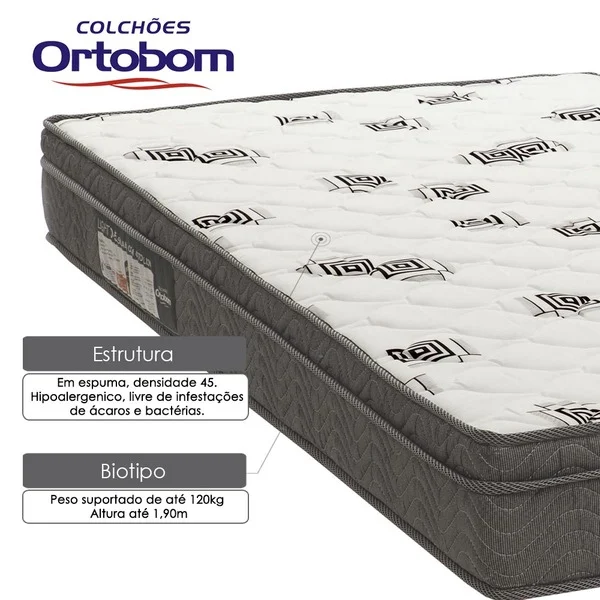 COLCHÕES
Ortobom
Ortobom
Estrutura
Em espuma, densidade 45.
Hipoalergenico, livre de infestações
de ácaros e bactérias.
Biotipo
Peso suportado de até 120kg
Altura até 1,90m